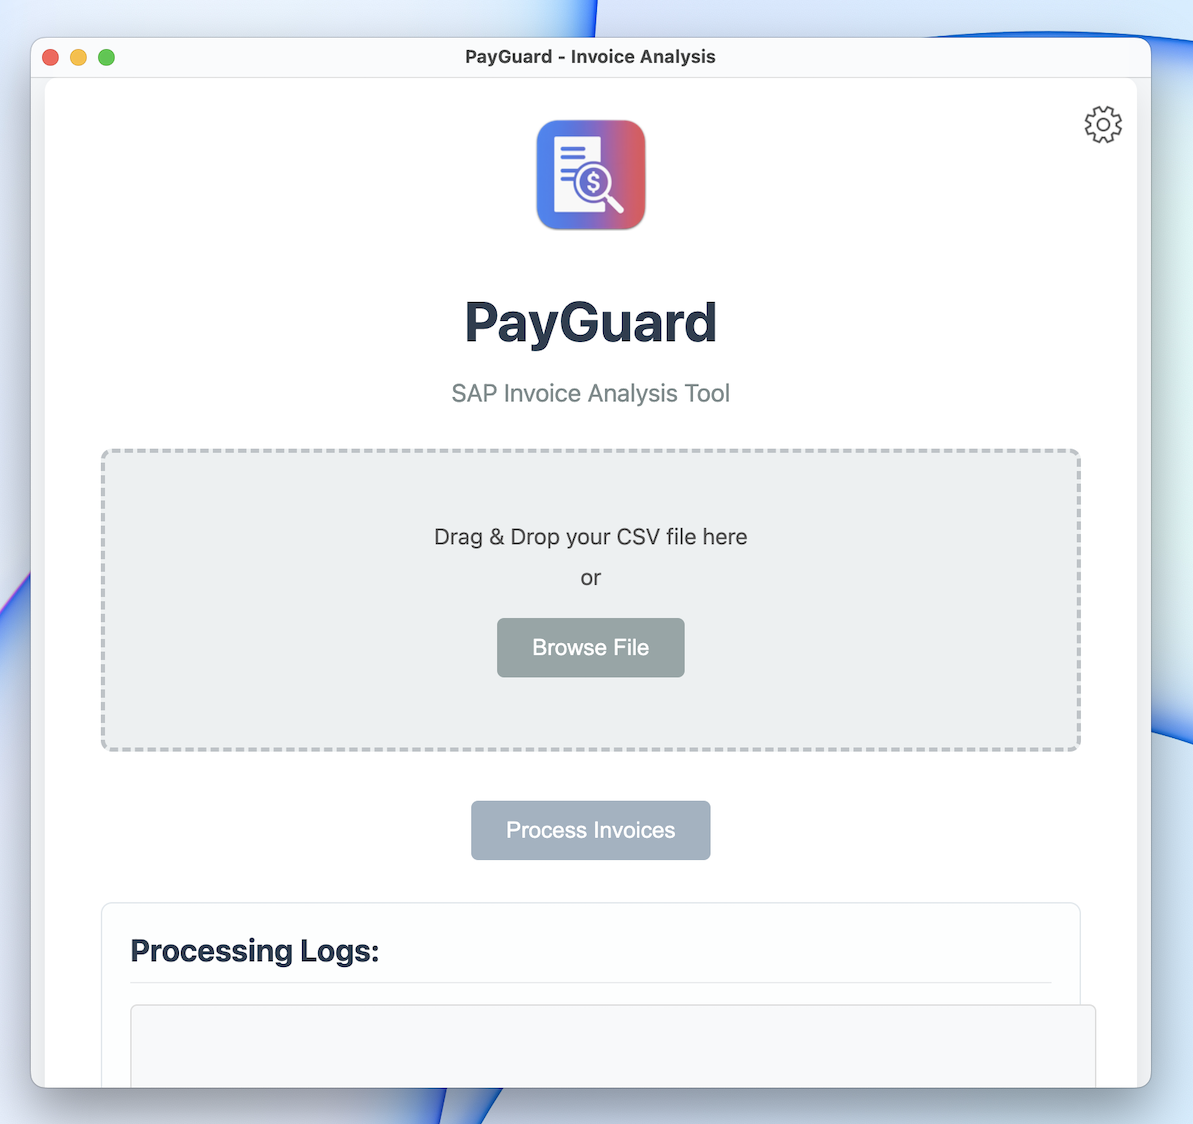 PayGuard - Invoice Analysis
$
PayGuard
SAP Invoice Analysis Tool
Drag & Drop your CSV file here
or
Browse File
Process Invoices
Processing Logs: